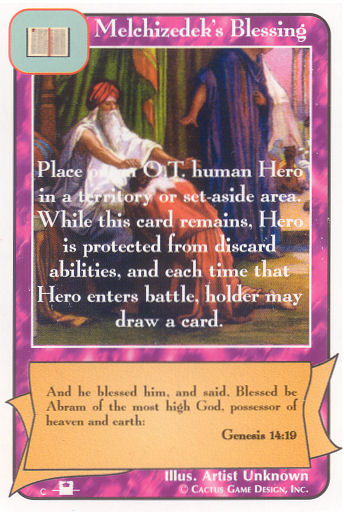 Melchizedek's Blessing
Place on an O.T. human Hero
in a territory or set-aside area.
While this card remains, Hero
is protected from discard
abilities, and each time that
Hero enters battle, holder may
draw a card.
And he blessed him, and said, Blessed be
Abram of the most high God, possessor of
heaven and earth:
Genesis 14:19
Illus. Artist Unknown
C
© Cactus Game Design, Inc.